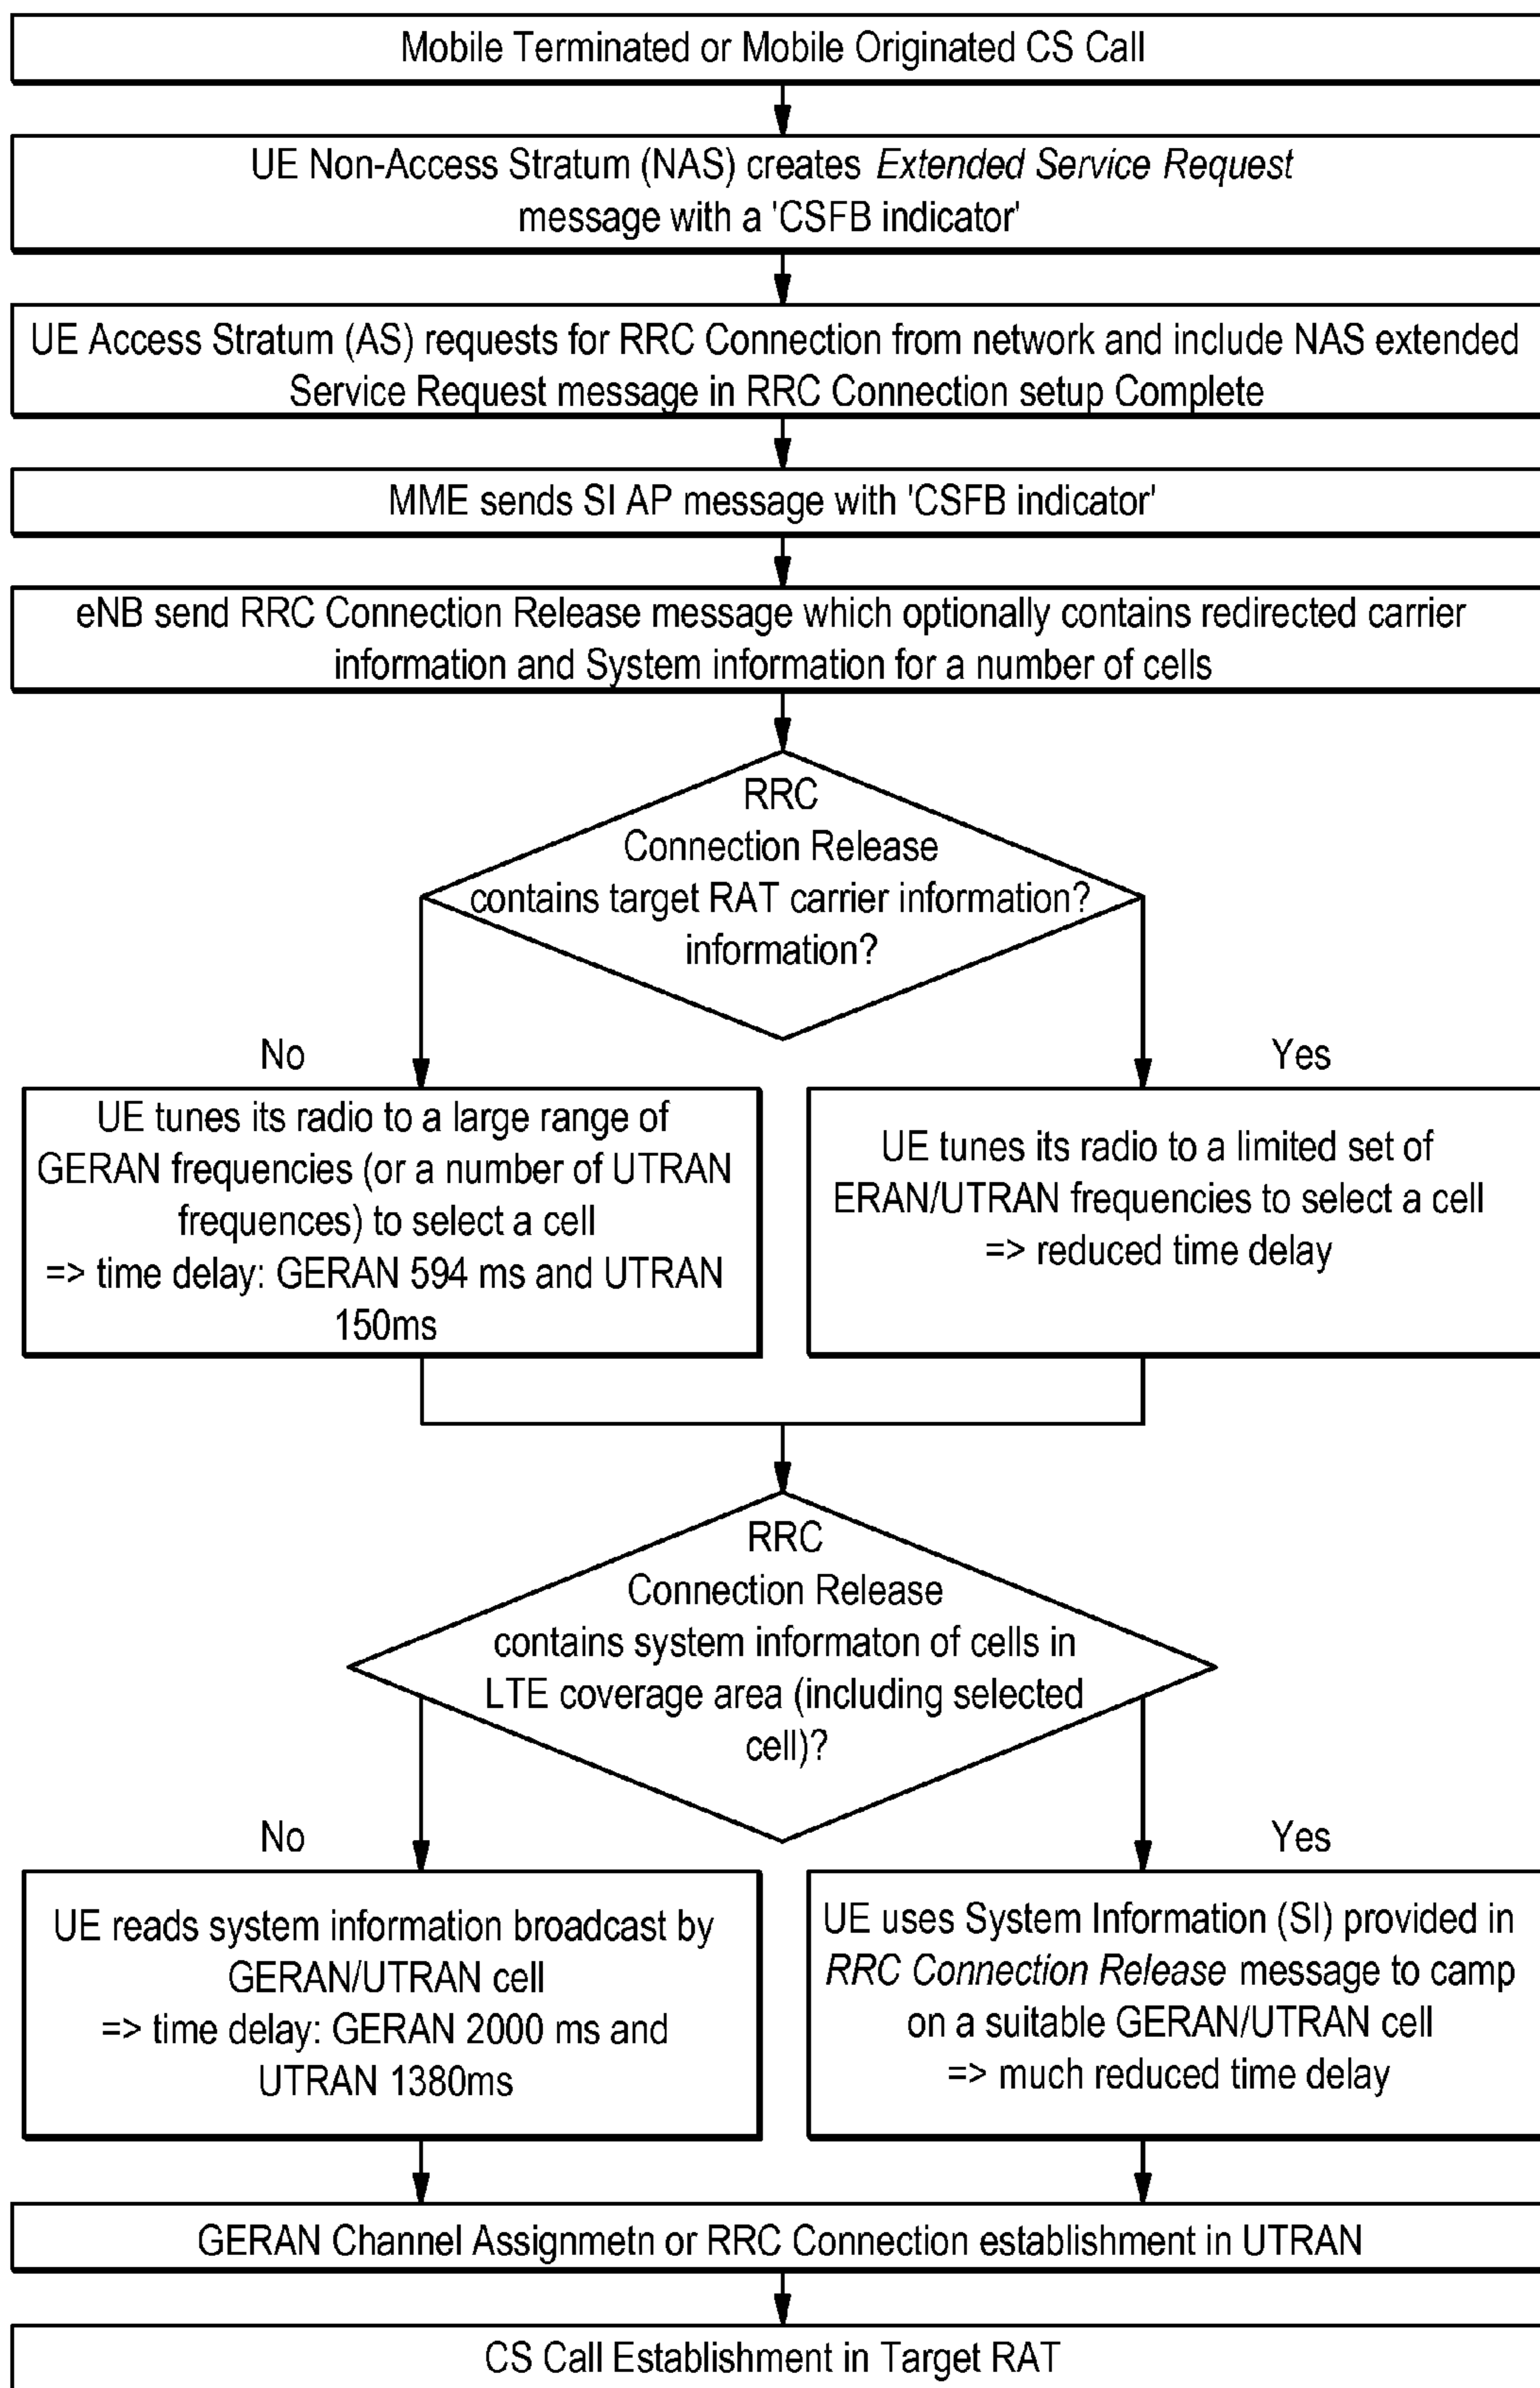 Mobile Terminated or Mobile Originated CS Call
UE Non-Access Stratum (NAS) creates Extended Service Request
message with a 'CSFB indicator'
UE Access Stratum (AS) requests for RRC Connection from network and include NAS extended
Service Request message in RRC Connection setup Complete
MME sends SI AP message with 'CSFB indicator'
eNB send RRC Connection Release message which optionally contains redirected carrier
information and System information for a number of cells
RRC
Connection Release
contains target RAT carrier information?
information?
No
Yes
UE tunes its radio to a large range of
GERAN frequencies (or a number of UTRAN
frequences) to select a cell
=> time delay: GERAN 594 ms and UTRAN
150ms
UE tunes its radio to a limited set of
ERAN/UTRAN frequencies to select a cell
=> reduced time delay
RRC
Connection Release
contains system informaton of cells in
LTE coverage area (including selected
cell)?
No
Yes
UE reads system information broadcast by
GERAN/UTRAN cell
=> time delay: GERAN 2000 ms and
UTRAN 1380ms
UE uses System Information (SI) provided in
RRC Connection Release message to camp
on a suitable GERAN/UTRAN cell
=> much reduced time delay
GERAN Channel Assignmetn or RRC Connection establishment in UTRAN
CS Call Establishment in Target RAT